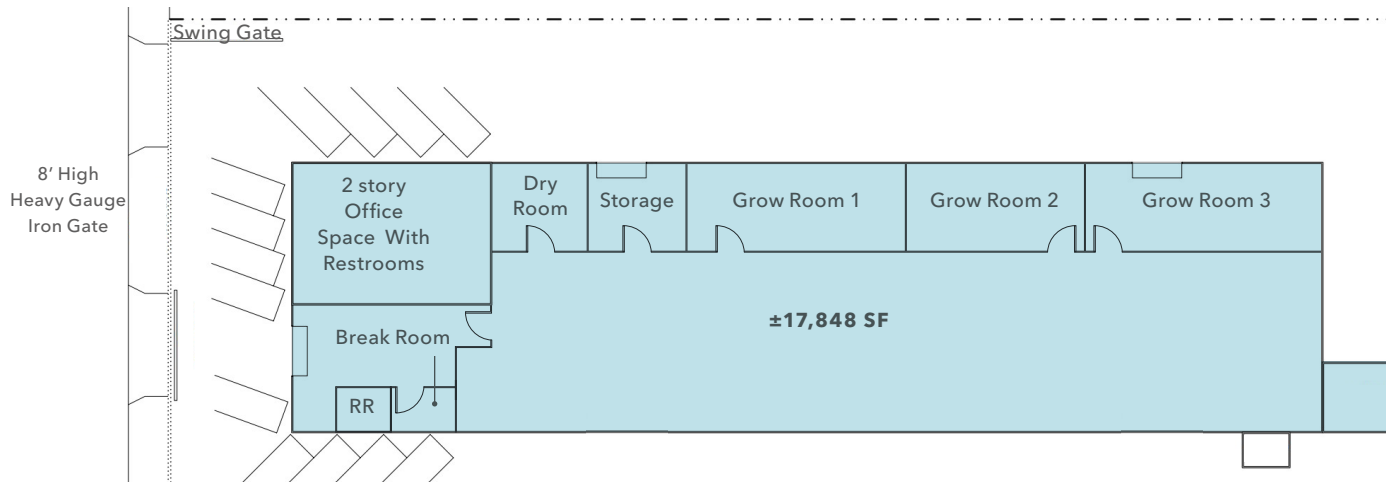 Swing Gate
8’ High
Heavy Gauge
Iron Gate
2 story
Office
Space With
Restrooms
Dry
Room
Storage
Grow Room 1
Grow Room 2
Grow Room 3
±17,848 SF
Break Room
RR